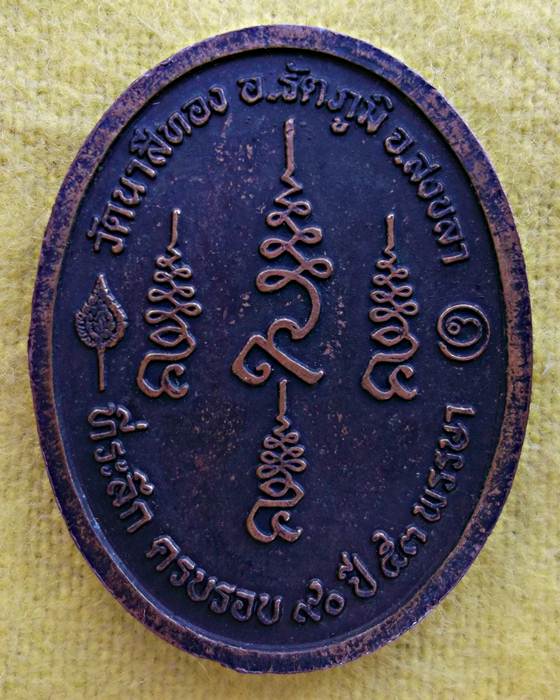 วัดนาสีทอง อ.รัตภูมิ จ.สงขลา
ที่ระลึก ครบรอบ ๙๐ ปี ๕๓ พรรษา